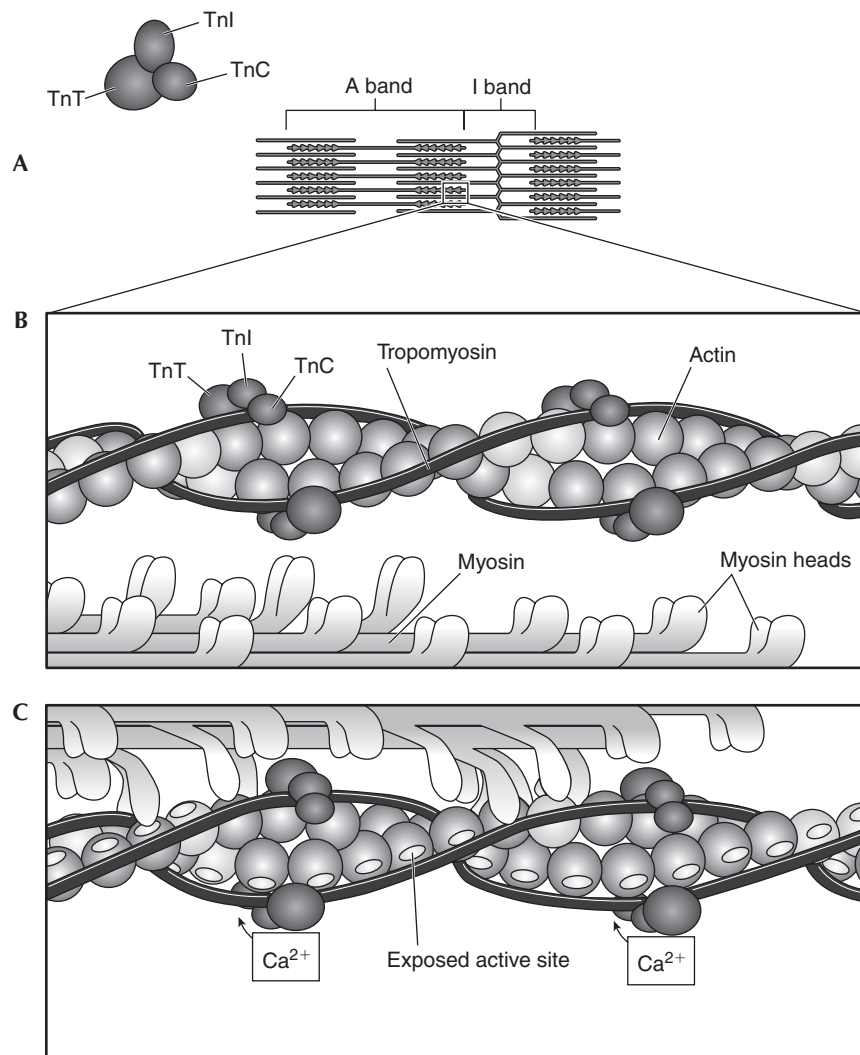 TnI
TnC
TnT
A band
I band
A
B
TnI
TnT
TnC
Tropomyosin
Actin
Myosin
Myosin heads
C
Ca²⁺
Exposed active site
Ca²⁺